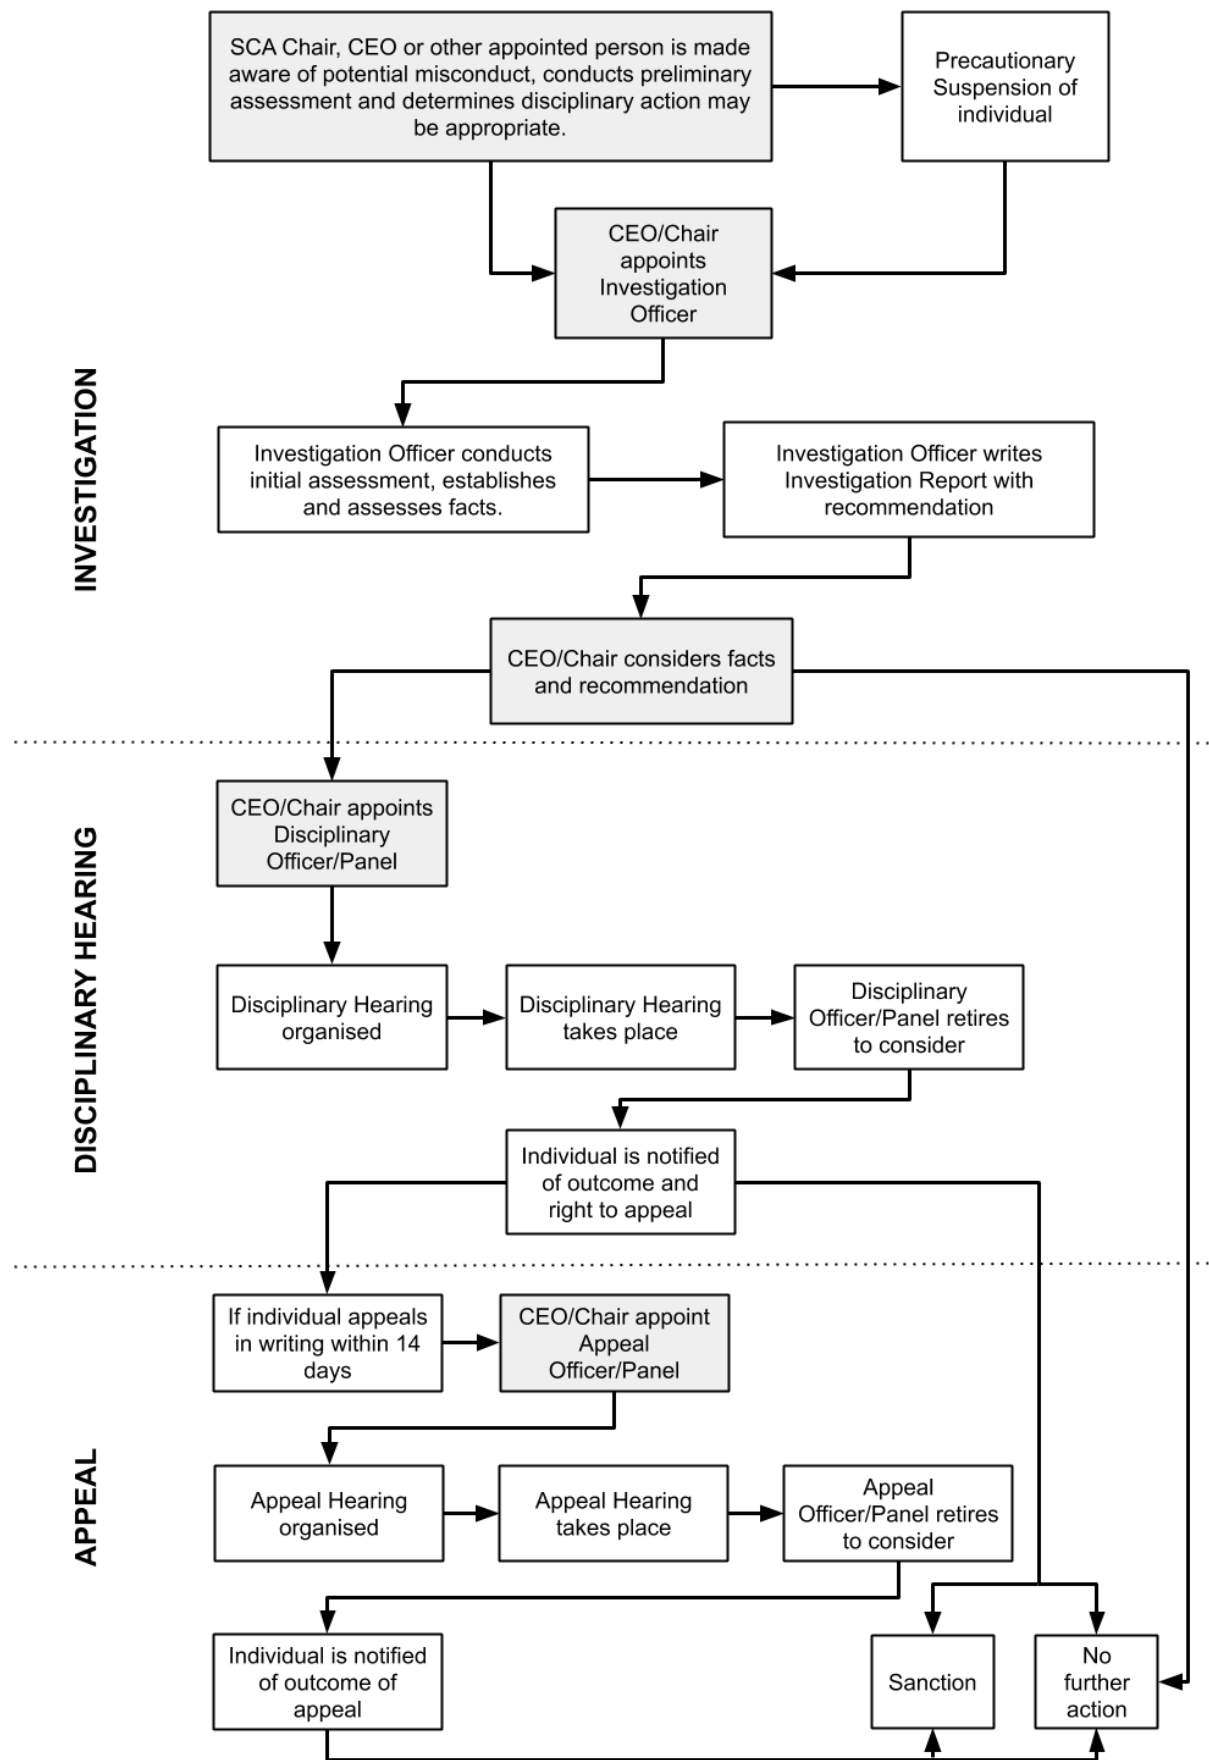 SCA Chair, CEO or other appointed person is made
aware of potential misconduct, conducts preliminary
assessment and determines disciplinary action may
be appropriate.
Precautionary
Suspension of
individual
CEO/Chair
appoints
Investigation
Officer
INVESTIGATION
Investigation Officer conducts
initial assessment, establishes
and assesses facts.
Investigation Officer writes
Investigation Report with
recommendation
CEO/Chair considers facts
and recommendation
DISCIPLINARY HEARING
CEO/Chair appoints
Disciplinary
Officer/Panel
Disciplinary Hearing
organised
Disciplinary Hearing
takes place
Disciplinary
Officer/Panel retires
to consider
Individual is notified
of outcome and
right to appeal
APPEAL
If individual appeals
in writing within 14
days
CEO/Chair appoint
Appeal
Officer/Panel
Appeal Hearing
organised
Appeal Hearing
takes place
Appeal
Officer/Panel retires
to consider
Individual is notified
of outcome of
appeal
Sanction
No
further
action